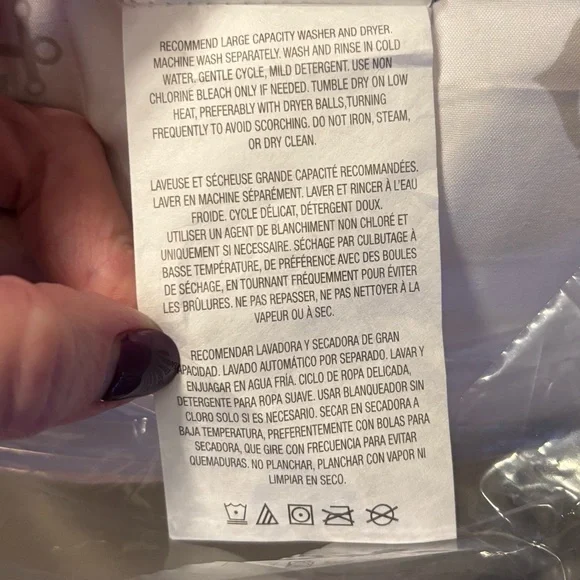 RECOMMEND LARGE CAPACITY WASHER AND DRYER.
MACHINE WASH SEPARATELY. WASH AND RINSE IN COLD
WATER, GENTLE CYCLE, MILD DETERGENT. USE NON
CHLORINE BLEACH ONLY IF NEEDED. TUMBLE DRY ON LOW
HEAT, PREFERABLY WITH DRYER BALLS,TURNING
FREQUENTLY TO AVOID SCORCHING. DO NOT IRON, STEAM,
OR DRY CLEAN.
LAVEUSE ET SÉCHEUSE GRANDE CAPACITÉ RECOMMANDÉES.
LAVER EN MACHINE SÉPARÉMENT. LAVER ET RINCER À L'EAU
FROIDE. CYCLE DÉLICAT, DÉTERGENT DOUX.
UTILISER UN AGENT DE BLANCHIMENT NON CHLORÉ ET
UNIQUEMENT SI NECESSAIRE. SÉCHAGE PAR CULBUTAGE À
BASSE TEMPÉRATURE, DE PRÉFÉRENCE AVEC DES BOULES
DE SÉCHAGE, EN TOURNANT FRÉQUEMMENT POUR ÉVITER
LES BRÛLURES. NE PAS REPASSER, NE PAS NETTOYER À LA
VAPEUR OU À SEC.
RECOMENDAR LAVADORA Y SECADORA DE GRAN
APACIDAD. LAVADO AUTOMÁTICO POR SEPARADO. LAVAR Y
ENJUAGAR EN AGUA FRÍA. CICLO DE ROPA DELICADA,
DETERGENTE PARA ROPA SUAVE. USAR BLANQUEADOR SIN
CLORO SOLO SI ES NECESARIO. SECAR EN SECADORA A
BAJA TEMPERATURA, PREFERENTEMENTE CON BOLAS PARA
SECADORA, QUE GIRE CON FRECUENCIA PARA EVITAR
QUEMADURAS. NO PLANCHAR, PLANCHAR CON VAPOR NI
LIMPIAR EN SECO.